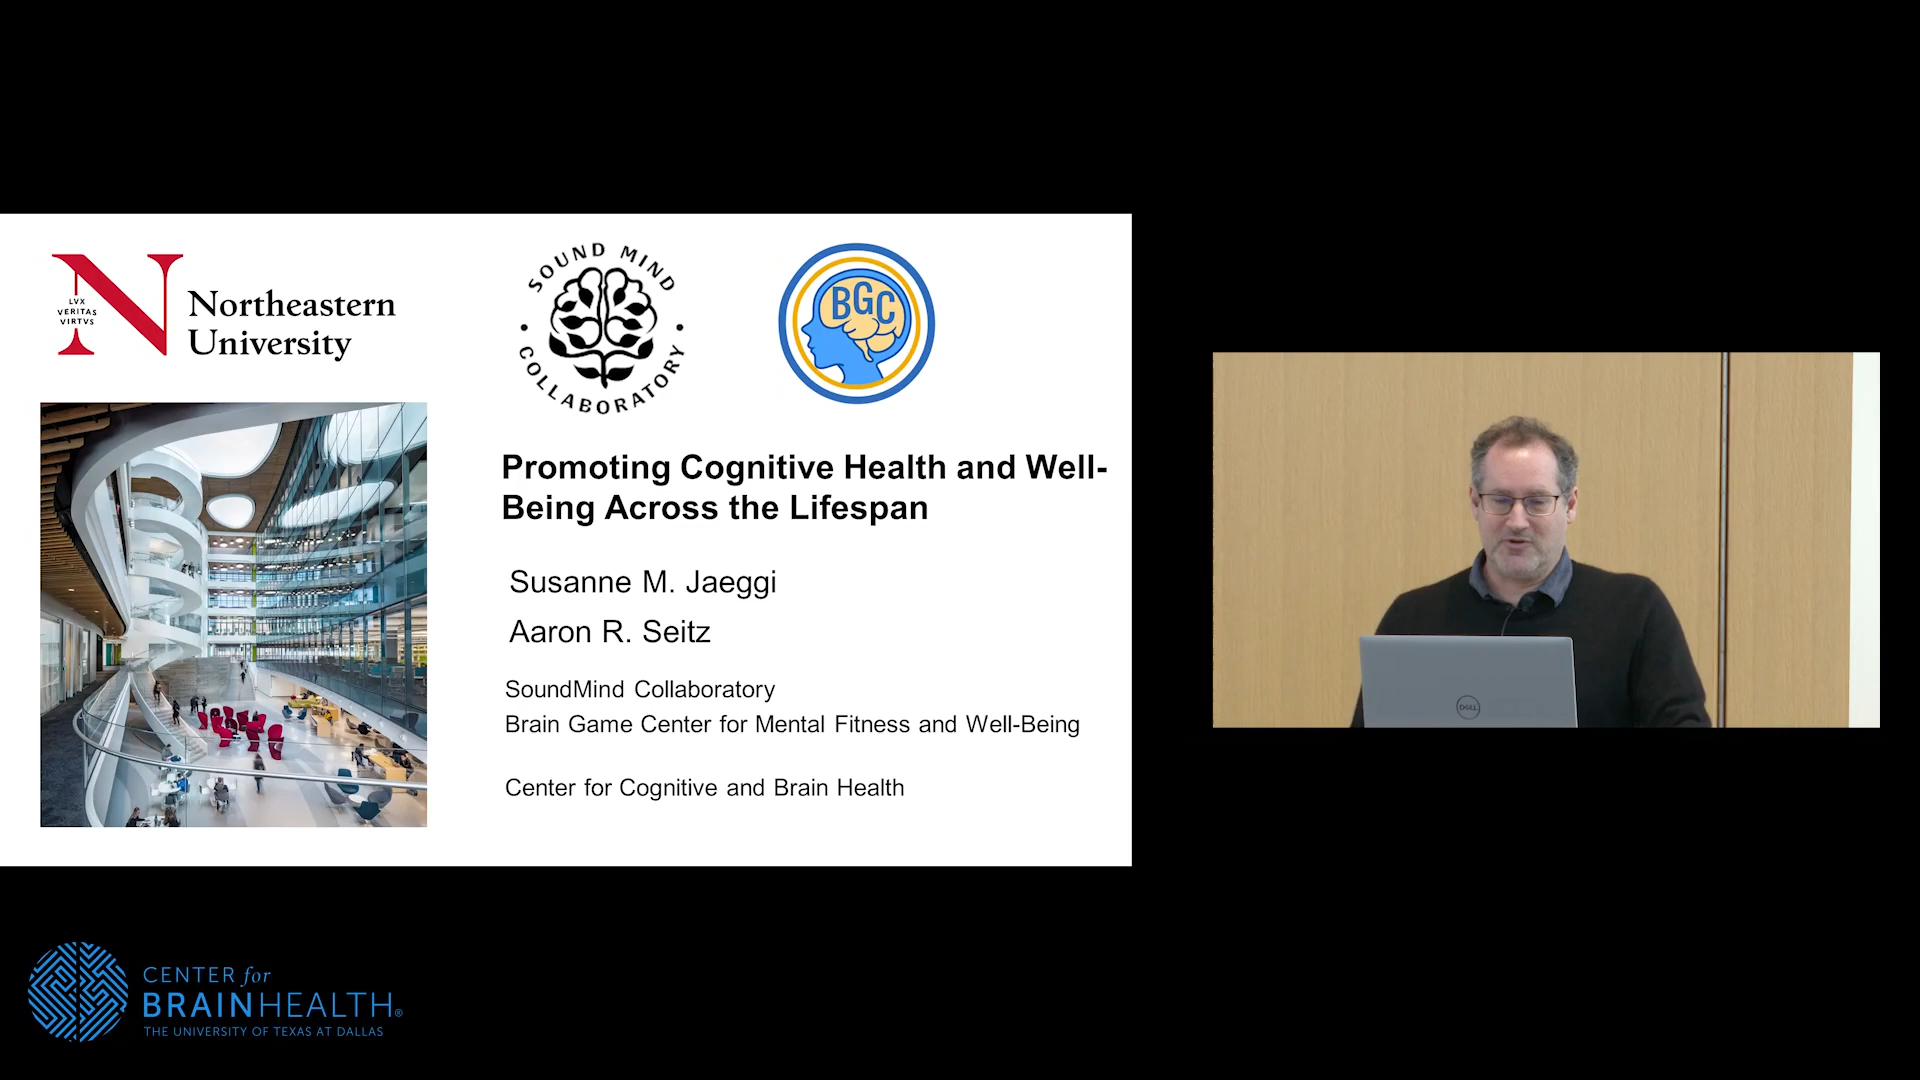 LVX
VERITAS
VIRTVS
Northeastern
University
SOUND MIND
COLLABORATORY
BGC
Promoting Cognitive Health and Well-
Being Across the Lifespan
Susanne M. Jaeggi
Aaron R. Seitz
SoundMind Collaboratory
Brain Game Center for Mental Fitness and Well-Being
Center for Cognitive and Brain Health
DELL
CENTER for
BRAINHEALTH®
THE UNIVERSITY OF TEXAS AT DALLAS